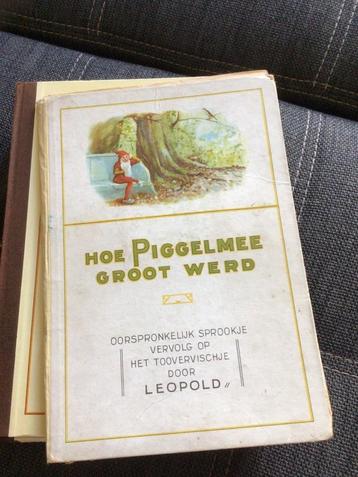 HOE PIGGELMEE
GROOT WERD
OORSPRONKELIJK SPROOKJE
VERVOLG OP
HET TOOVERVISCHJE
DOOR
LEOPOLD